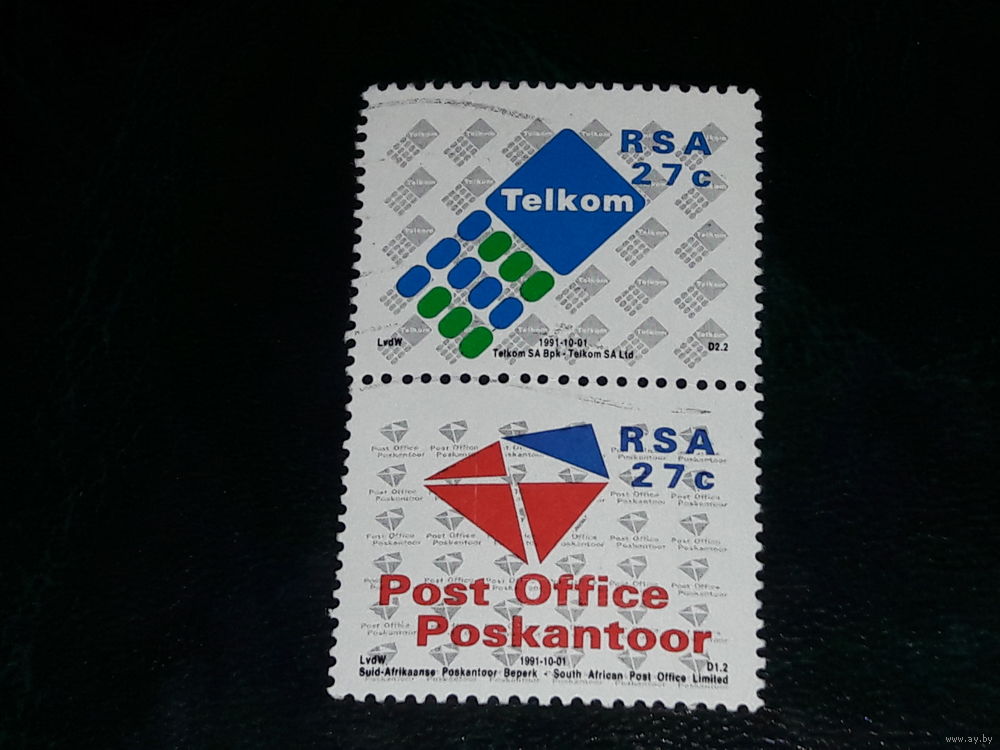 RSA
27c
Telkom
LvdW
1991-10-01
D2.2
Telkom SA Bpk - Telkom SA Ltd
RSA
27c
Post Office
Poskantoor
LvdW
1991-10-01
D1.2
Suid-Afrikaanse Poskantoor Beperk - South African Post Office Limited
www.ay.by